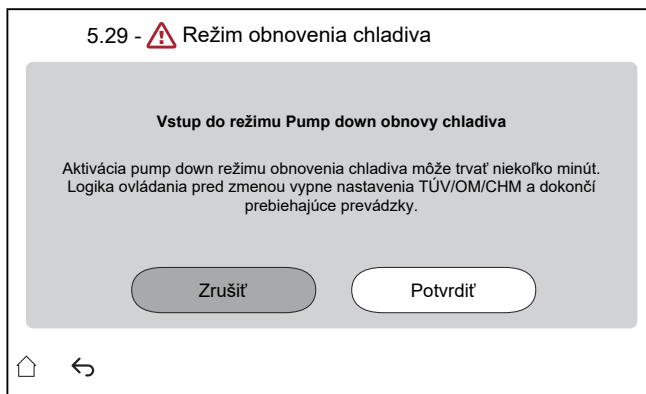 5.29 - Režim obnovenia chladiva
Vstup do režimu Pump down obnovy chladiva
Aktivácia pump down režimu obnovenia chladiva môže trvať niekoľko minút.
Logika ovládania pred zmenou vypne nastavenia TÚV/OM/CHM a dokončí
prebiehajúce prevádzky.
Zrušiť
Potvrdiť